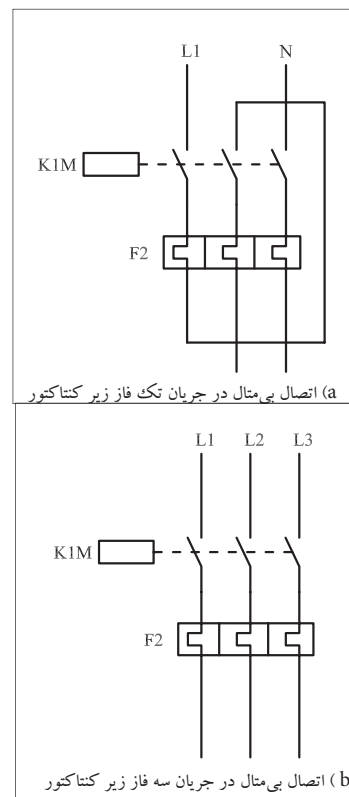 L1 N
K1M
F2
a) اتصال بی‌متال در جریان تک فاز زیر کنتاکتور
L1 L2 L3
K1M
F2
b) اتصال بی‌متال در جریان سه فاز زیر کنتاکتور